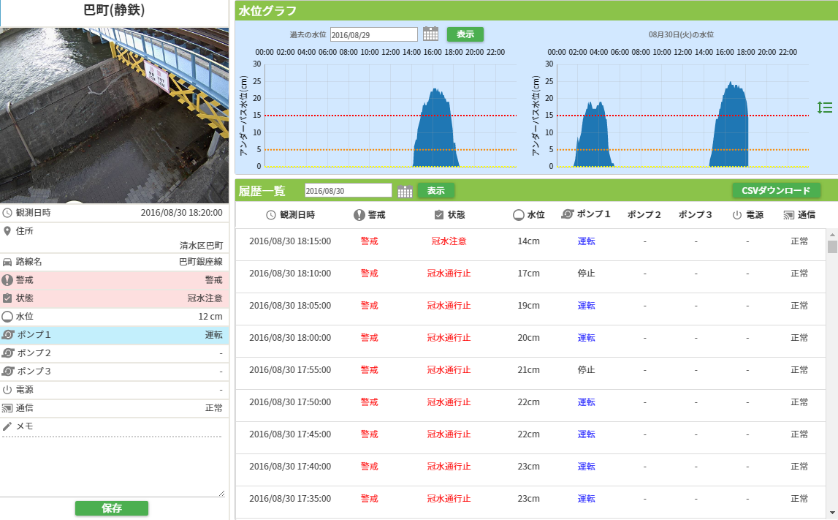 巴町(静鉄)
観測日時 2016/08/30 18:20:00
住所
清水区巴町
路線名 巴町銀座線
警戒 警戒
状態 冠水注意
水位 12 cm
ポンプ１ 運転
ポンプ２ -
ポンプ３ -
電源 -
通信 正常
メモ
保存
水位グラフ
過去の水位 2016/08/29 表示
08月30日(火)の水位
00:00 02:00 04:00 06:00 08:00 10:00 12:00 14:00 16:00 18:00 20:00 22:00
アンダーパス水位(cm)
30
25
20
15
10
5
0
00:00 02:00 04:00 06:00 08:00 10:00 12:00 14:00 16:00 18:00 20:00 22:00
アンダーパス水位(cm)
30
25
20
15
10
5
0
履歴一覧 2016/08/30 表示 CSVダウンロード
観測日時 警戒 状態 水位 ポンプ１ ポンプ２ ポンプ３ 電源 通信
2016/08/30 18:15:00 警戒 冠水注意 14cm 運転 - - - 正常
2016/08/30 18:10:00 警戒 冠水通行止 17cm 停止 - - - 正常
2016/08/30 18:05:00 警戒 冠水通行止 19cm 運転 - - - 正常
2016/08/30 18:00:00 警戒 冠水通行止 20cm 運転 - - - 正常
2016/08/30 17:55:00 警戒 冠水通行止 21cm 停止 - - - 正常
2016/08/30 17:50:00 警戒 冠水通行止 22cm 運転 - - - 正常
2016/08/30 17:45:00 警戒 冠水通行止 22cm 運転 - - - 正常
2016/08/30 17:40:00 警戒 冠水通行止 23cm 運転 - - - 正常
2016/08/30 17:35:00 警戒 冠水通行止 23cm 運転 - - - 正常